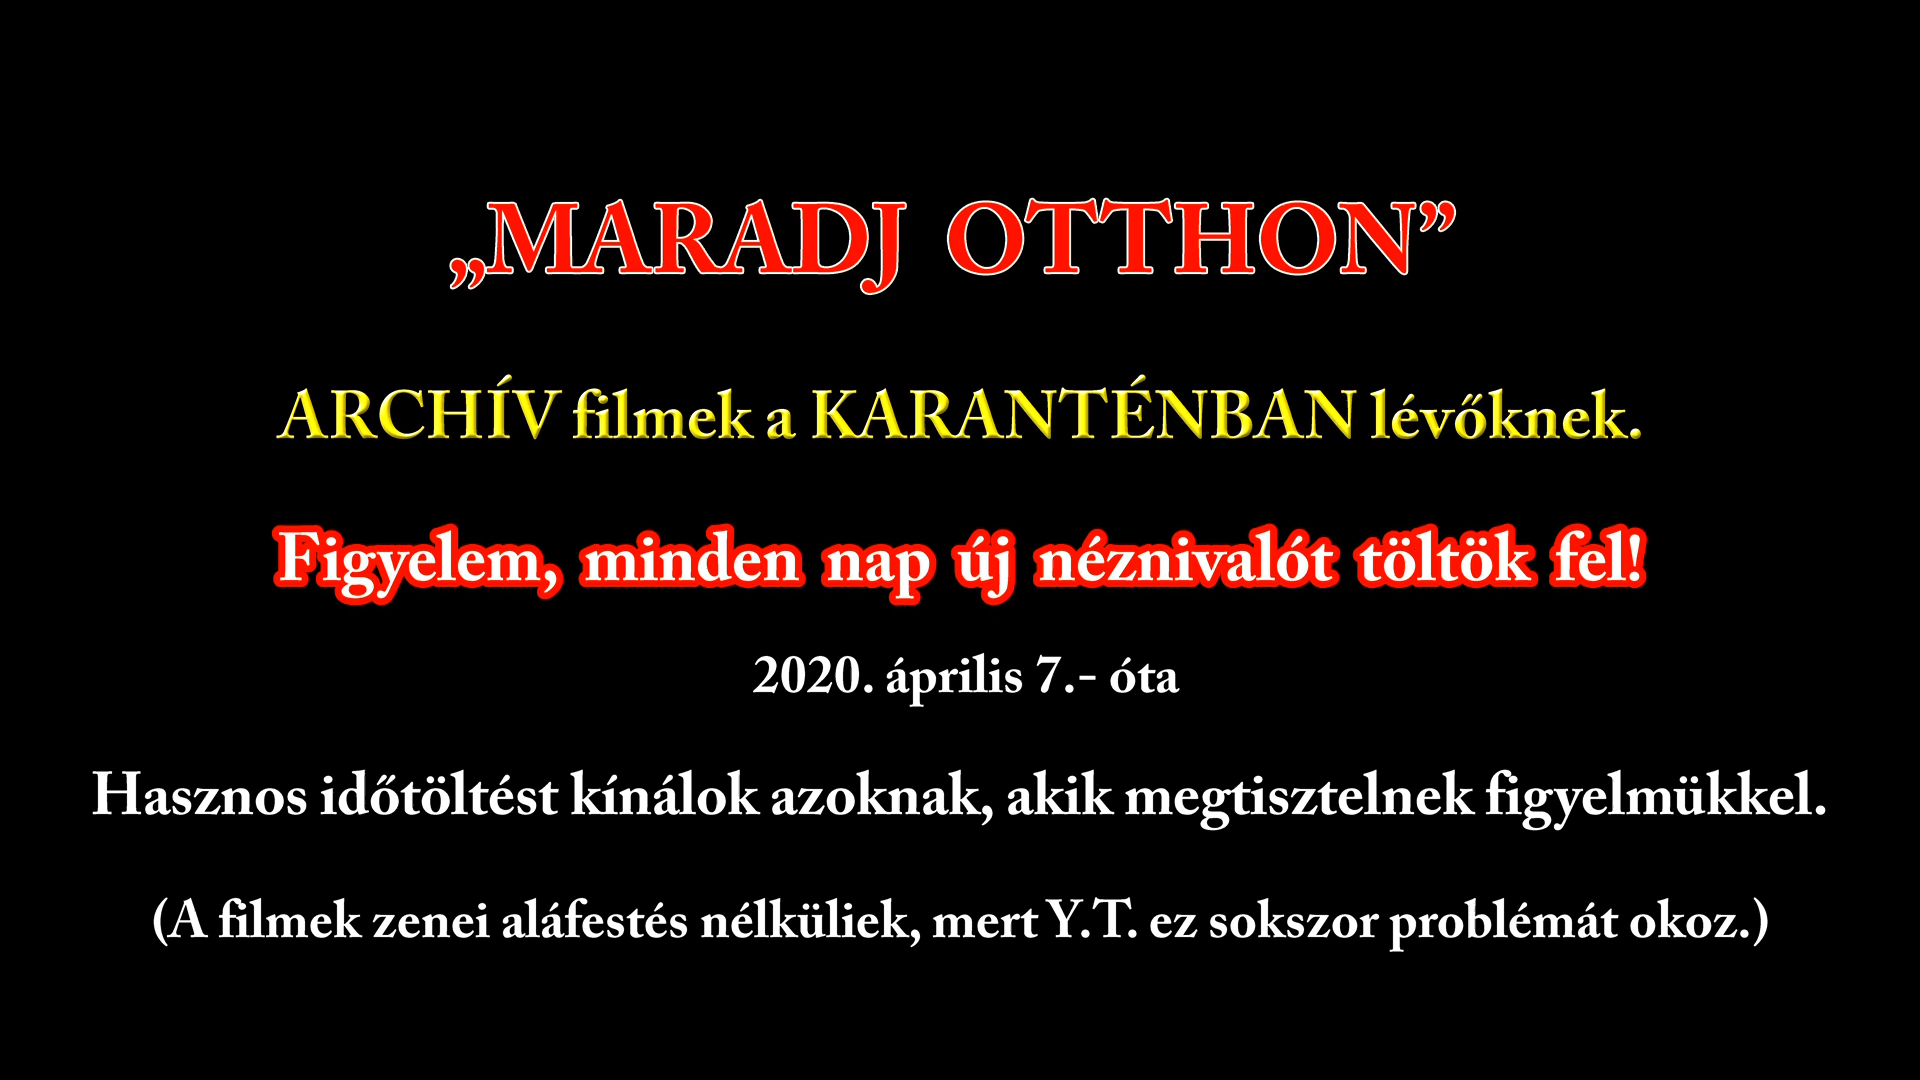 „MARADJ OTTHON”
ARCHÍV filmek a KARANTÉNBAN lévőknek.
Figyelem, minden nap új néznivalót töltök fel!
2020. április 7.- óta
Hasznos időtöltést kínálok azoknak, akik megtisztelnek figyelmükkel.
(A filmek zenei aláfestés nélküliek, mert Y.T. ez sokszor problémát okoz.)